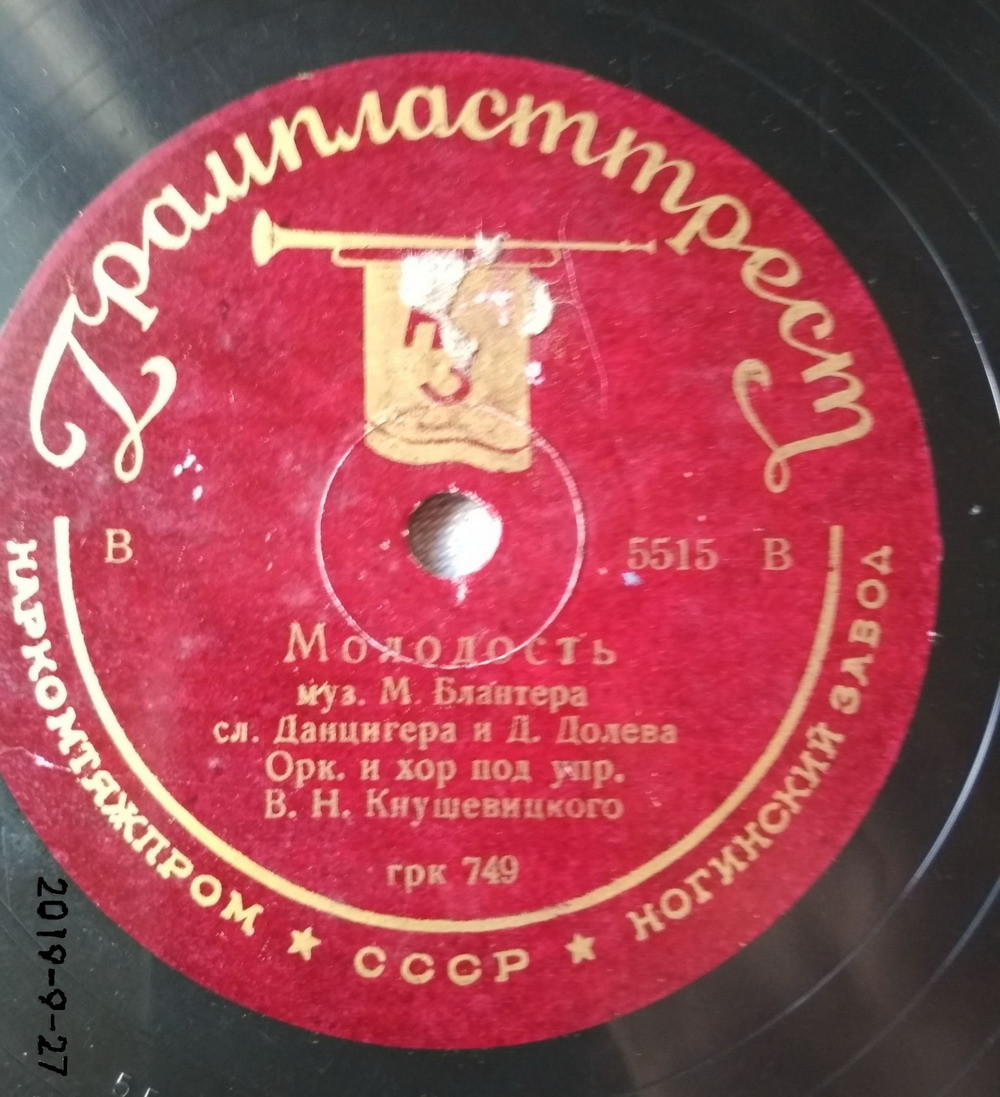 Грампласттрест
НЗ
В 5515 В
Молодость
муз. М. Блантера
сл. Данцигера и Д. Долева
Орк. и хор под упр.
В. Н. Кнушевицкого
грк 749
НАРКОМТЯЖПРОМ ★ СССР ★ НОГИНСКИЙ ЗАВОД
2019-9-27